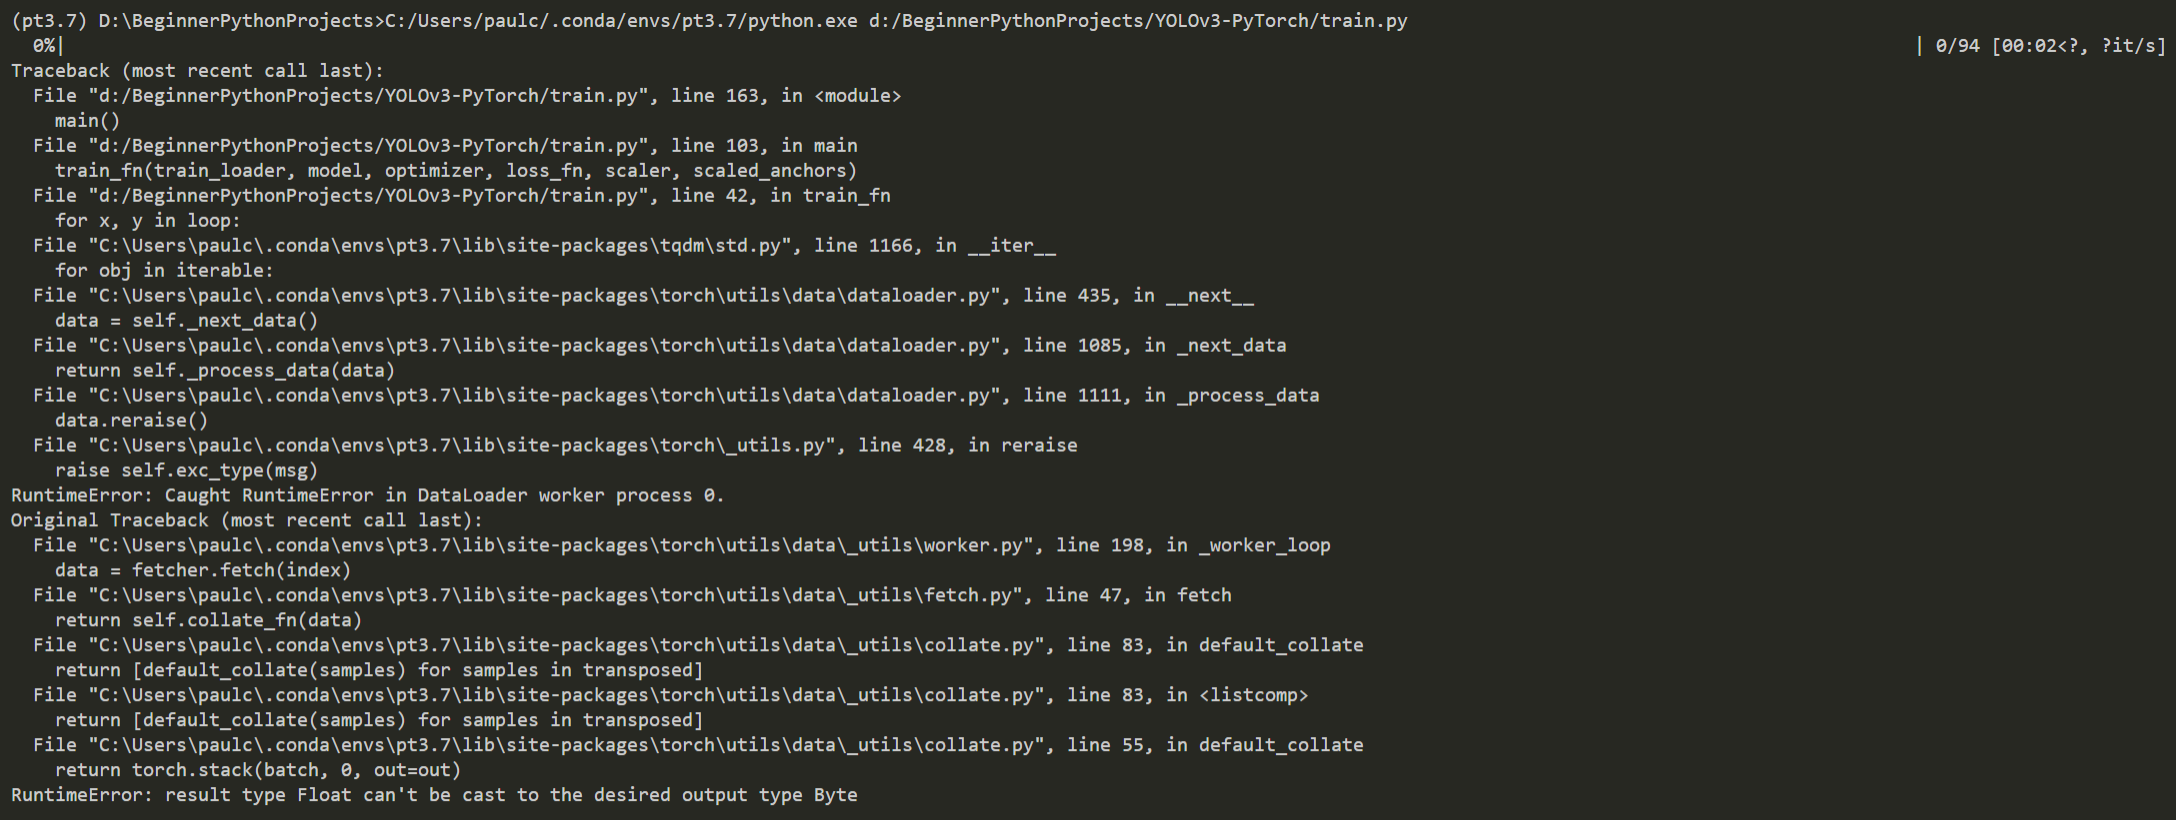 (pt3.7) D:\BeginnerPythonProjects>C:/Users/paulc/.conda/envs/pt3.7/python.exe d:/BeginnerPythonProjects/YOLOv3-PyTorch/train.py
  0%|                                                                                                                                                                         | 0/94 [00:02<?, ?it/s]
Traceback (most recent call last):
  File "d:/BeginnerPythonProjects/YOLOv3-PyTorch/train.py", line 163, in <module>
    main()
  File "d:/BeginnerPythonProjects/YOLOv3-PyTorch/train.py", line 103, in main
    train_fn(train_loader, model, optimizer, loss_fn, scaler, scaled_anchors)
  File "d:/BeginnerPythonProjects/YOLOv3-PyTorch/train.py", line 42, in train_fn
    for x, y in loop:
  File "C:\Users\paulc\.conda\envs\pt3.7\lib\site-packages\tqdm\std.py", line 1166, in __iter__
    for obj in iterable:
  File "C:\Users\paulc\.conda\envs\pt3.7\lib\site-packages\torch\utils\data\dataloader.py", line 435, in __next__
    data = self._next_data()
  File "C:\Users\paulc\.conda\envs\pt3.7\lib\site-packages\torch\utils\data\dataloader.py", line 1085, in _next_data
    return self._process_data(data)
  File "C:\Users\paulc\.conda\envs\pt3.7\lib\site-packages\torch\utils\data\dataloader.py", line 1111, in _process_data
    data.reraise()
  File "C:\Users\paulc\.conda\envs\pt3.7\lib\site-packages\torch\_utils.py", line 428, in reraise
    raise self.exc_type(msg)
RuntimeError: Caught RuntimeError in DataLoader worker process 0.
Original Traceback (most recent call last):
  File "C:\Users\paulc\.conda\envs\pt3.7\lib\site-packages\torch\utils\data\_utils\worker.py", line 198, in _worker_loop
    data = fetcher.fetch(index)
  File "C:\Users\paulc\.conda\envs\pt3.7\lib\site-packages\torch\utils\data\_utils\fetch.py", line 47, in fetch
    return self.collate_fn(data)
  File "C:\Users\paulc\.conda\envs\pt3.7\lib\site-packages\torch\utils\data\_utils\collate.py", line 83, in default_collate
    return [default_collate(samples) for samples in transposed]
  File "C:\Users\paulc\.conda\envs\pt3.7\lib\site-packages\torch\utils\data\_utils\collate.py", line 83, in <listcomp>
    return [default_collate(samples) for samples in transposed]
  File "C:\Users\paulc\.conda\envs\pt3.7\lib\site-packages\torch\utils\data\_utils\collate.py", line 55, in default_collate
    return torch.stack(batch, 0, out=out)
RuntimeError: result type Float can't be cast to the desired output type Byte